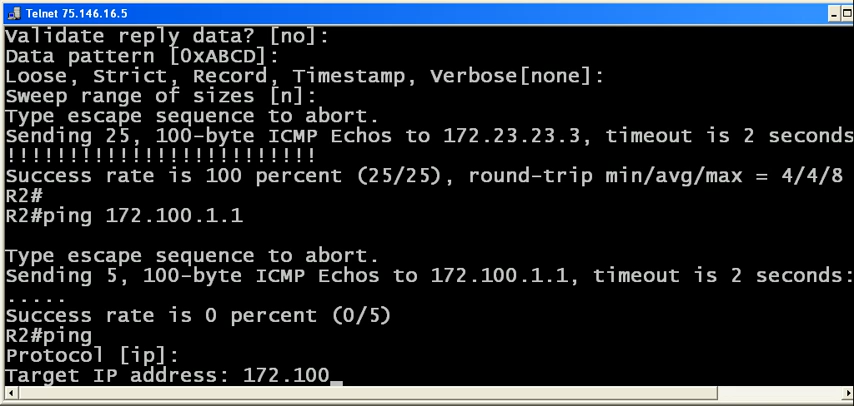 Telnet 75.146.16.5
Validate reply data? [no]:
Data pattern [0xABCD]:
Loose, Strict, Record, Timestamp, Verbose[none]:
Sweep range of sizes [n]:
Type escape sequence to abort.
Sending 25, 100-byte ICMP Echos to 172.23.23.3, timeout is 2 seconds
!!!!!!!!!!!!!!!!!!!!!!!!!
Success rate is 100 percent (25/25), round-trip min/avg/max = 4/4/8
R2#
R2#ping 172.100.1.1
Type escape sequence to abort.
Sending 5, 100-byte ICMP Echos to 172.100.1.1, timeout is 2 seconds:
.....
Success rate is 0 percent (0/5)
R2#ping
Protocol [ip]:
Target IP address: 172.100_